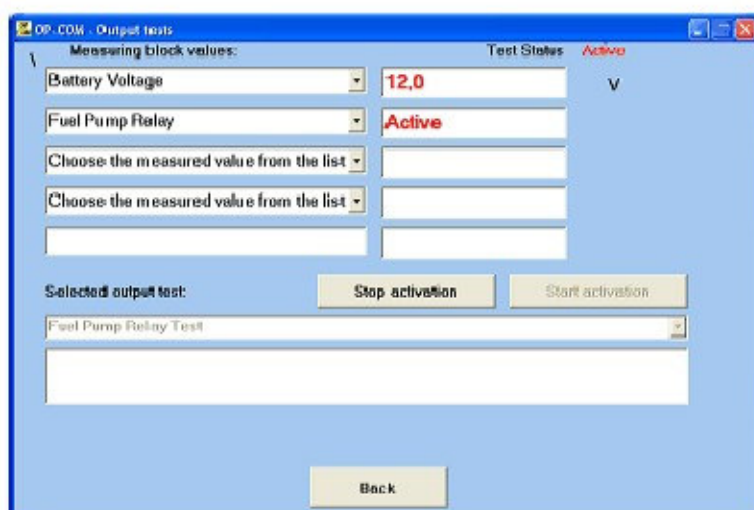 OP-COM - Output tests
Measuring block values: Test Status Active
Battery Voltage 12,0 V
Fuel Pump Relay Active
Choose the measured value from the list
Choose the measured value from the list
Selected output test: Stop activation Start activation
Fuel Pump Relay Test
Back